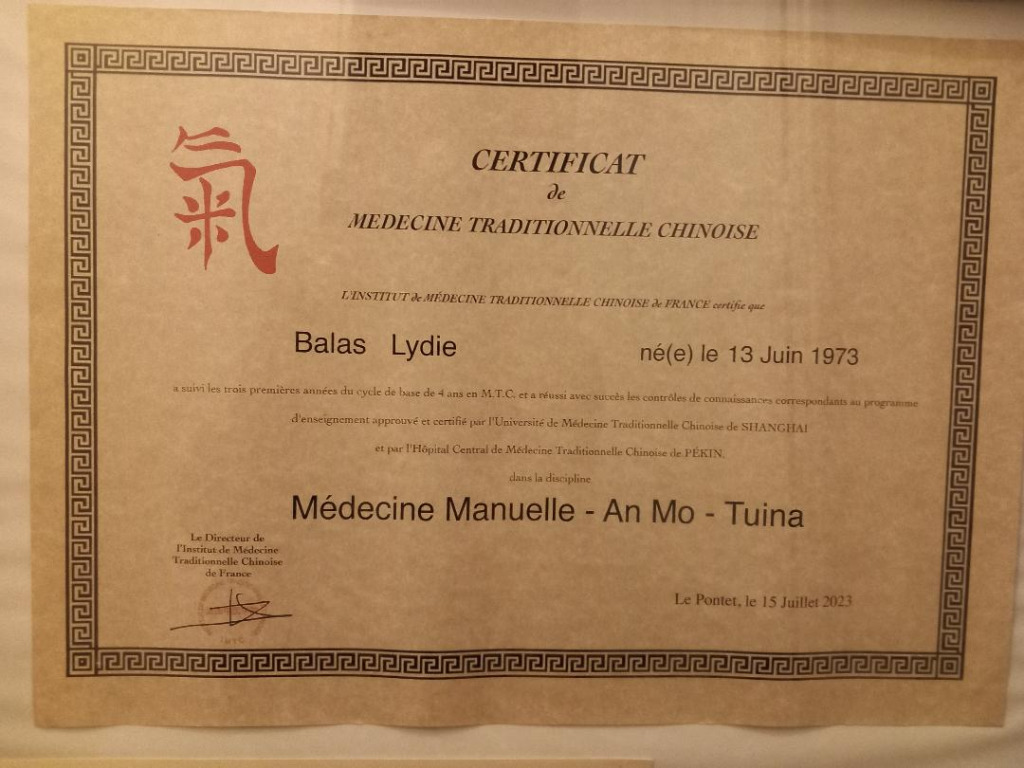 氣
CERTIFICAT
de
MEDECINE TRADITIONNELLE CHINOISE
L'INSTITUT de MÉDECINE TRADITIONNELLE CHINOISE de FRANCE certifie que
Balas Lydie né(e) le 13 Juin 1973
a suivi les trois premières années du cycle de base de 4 ans en M.T.C. et a réussi avec succès les contrôles de connaissances correspondants au programme
d'enseignement approuvé et certifié par l'Université de Médecine Traditionnelle Chinoise de SHANGHAI
et par l'Hôpital Central de Médecine Traditionnelle Chinoise de PÉKIN,
dans la discipline
Médecine Manuelle - An Mo - Tuina
Le Directeur de
l'Institut de Médecine
Traditionnelle Chinoise
de France
Le Pontet, le 15 Juillet 2023